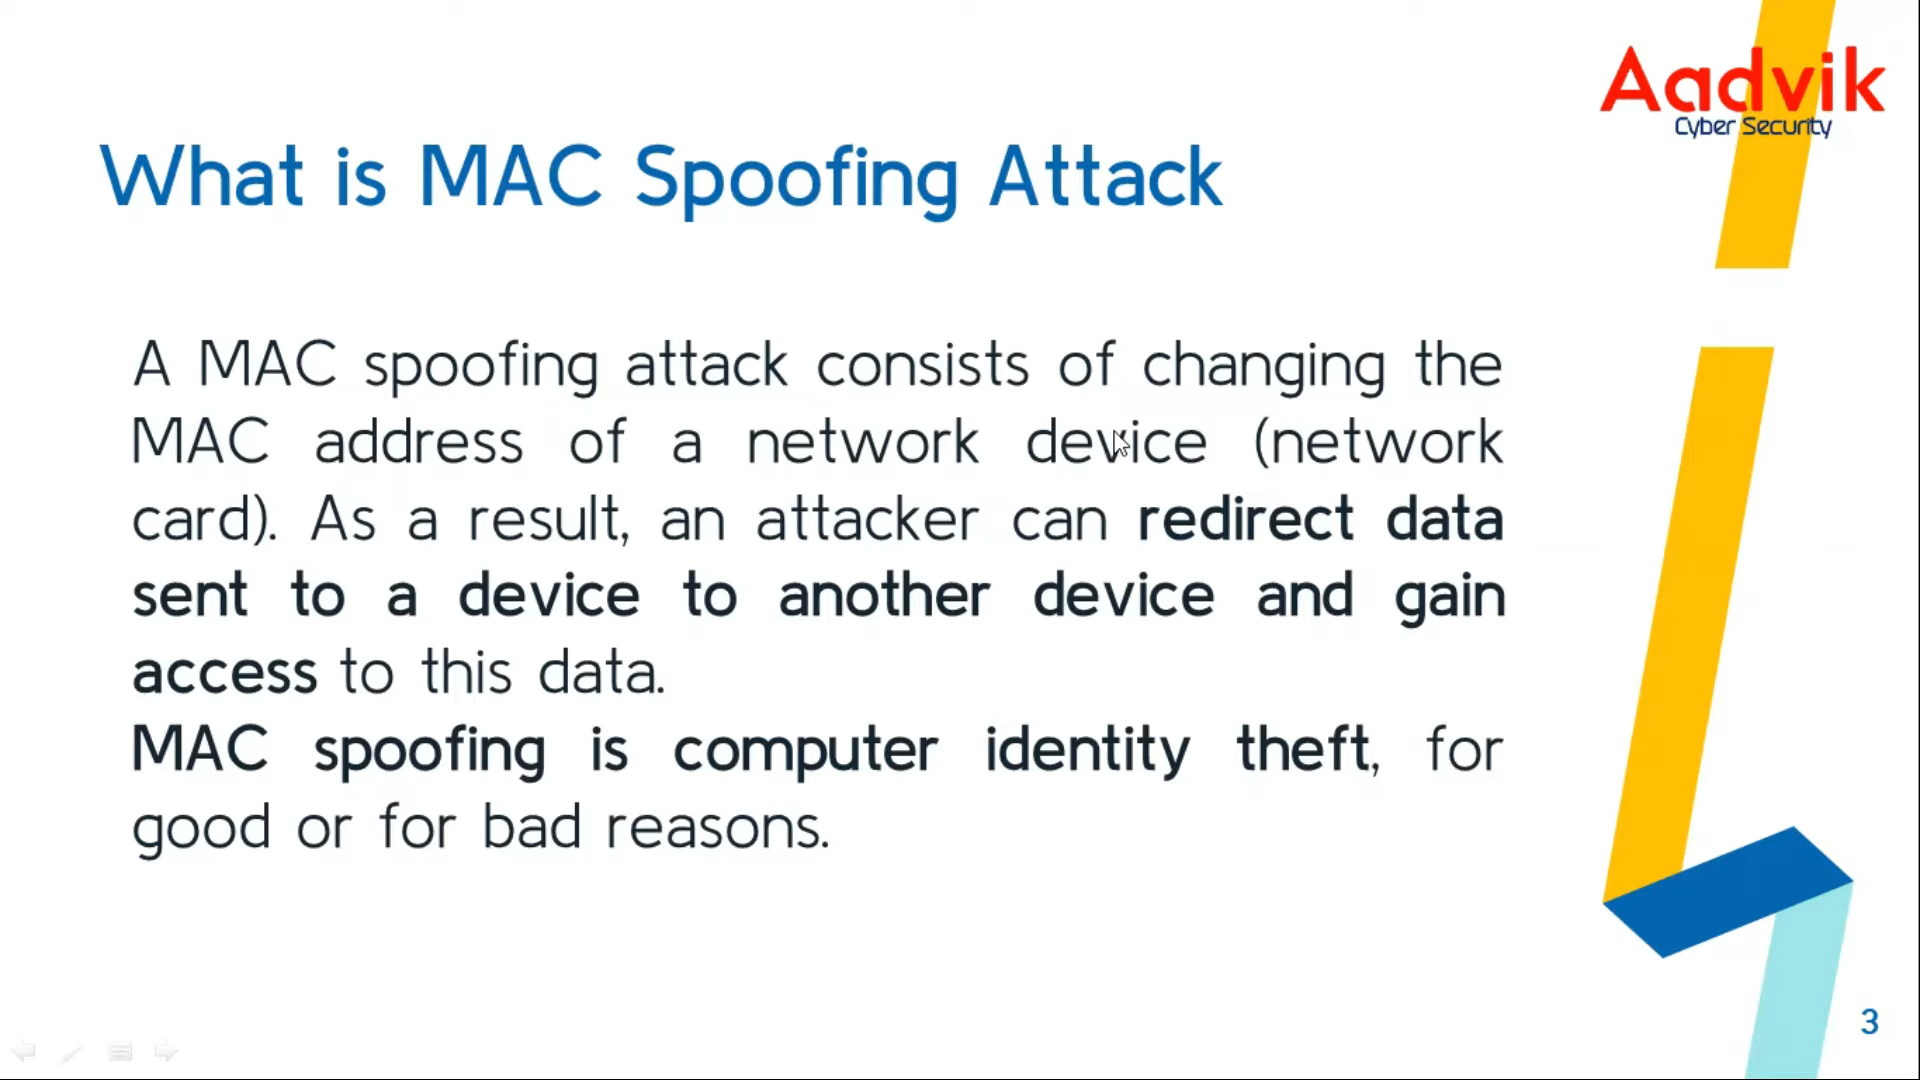 Aadvik
Cyber Security
What is MAC Spoofing Attack
A MAC spoofing attack consists of changing the
MAC address of a network device (network
card). As a result, an attacker can redirect data
sent to a device to another device and gain
access to this data.
MAC spoofing is computer identity theft, for
good or for bad reasons.
3